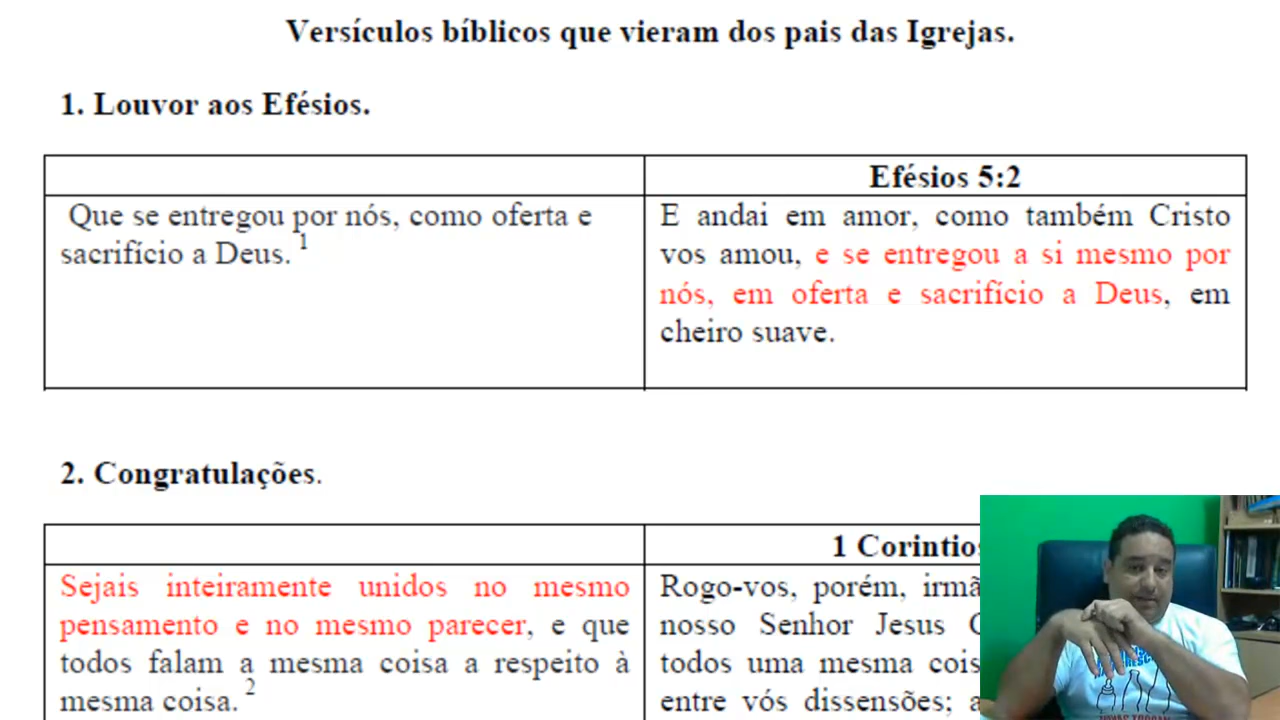 Versículos bíblicos que vieram dos pais das Igrejas.
1. Louvor aos Efésios.
Efésios 5:2
Que se entregou por nós, como oferta e
sacrifício a Deus. 1
E andai em amor, como também Cristo
vos amou, e se entregou a si mesmo por
nós, em oferta e sacrifício a Deus, em
cheiro suave.
2. Congratulações.
1 Corintios
Sejais inteiramente unidos no mesmo
pensamento e no mesmo parecer, e que
todos falam a mesma coisa a respeito à
mesma coisa. 2
Rogo-vos, porém,
nosso Senhor Jesus
todos uma mesma
entre vós dissensões;